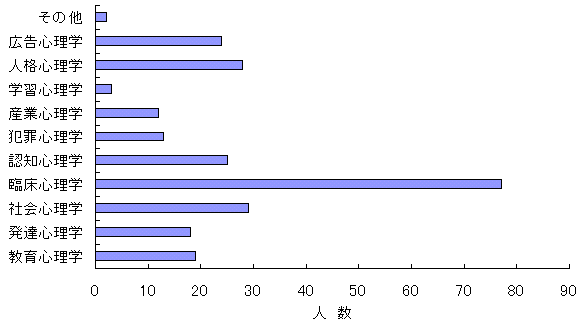 その他
広告心理学
人格心理学
学習心理学
産業心理学
犯罪心理学
認知心理学
臨床心理学
社会心理学
発達心理学
教育心理学
0 10 20 30 40 50 60 70 80 90
人 数